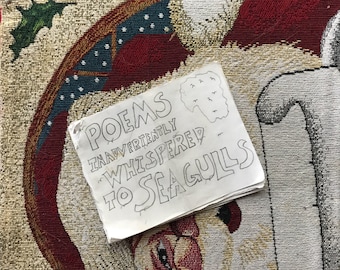 POEMS
INADVERTENTLY
WHISPERED
TO SEAGULLS